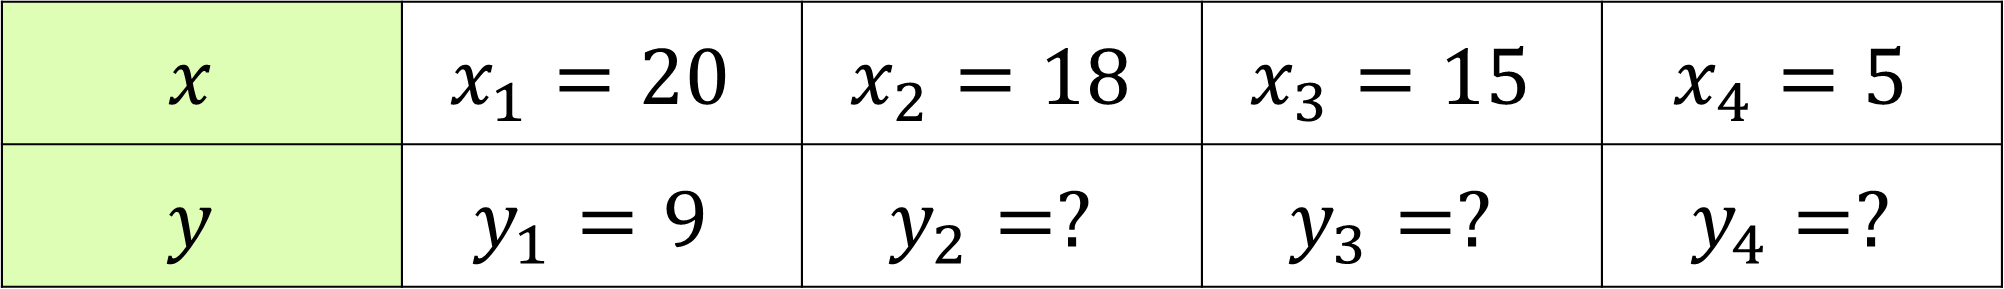 x x₁ = 20 x₂ = 18 x₃ = 15 x₄ = 5
y y₁ = 9 y₂ =? y₃ =? y₄ =?